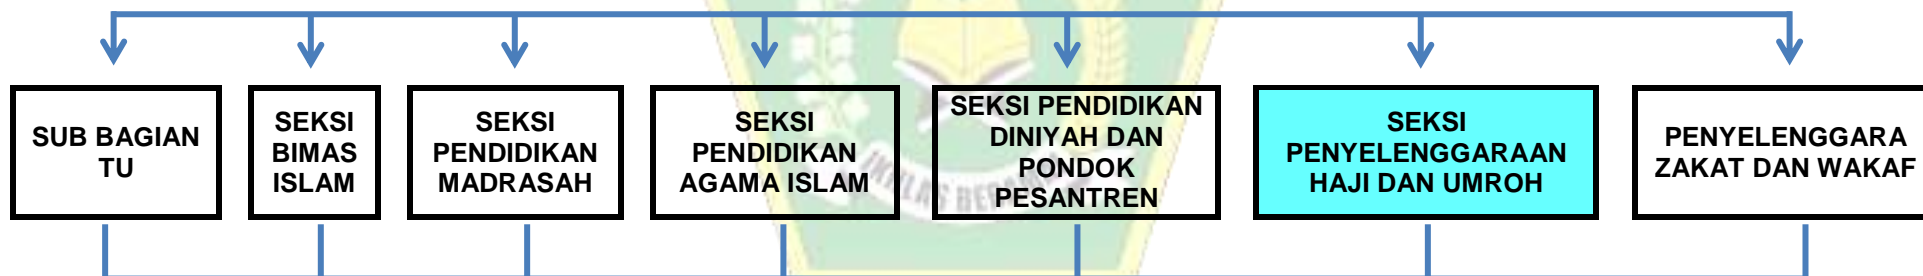 SUB BAGIAN
TU
SEKSI
BIMAS
ISLAM
SEKSI
PENDIDIKAN
MADRASAH
SEKSI
PENDIDIKAN
AGAMA ISLAM
SEKSI PENDIDIKAN
DINIYAH DAN
PONDOK
PESANTREN
SEKSI
PENYELENGGARAAN
HAJI DAN UMROH
PENYELENGGARA
ZAKAT DAN WAKAF
IKHLAS